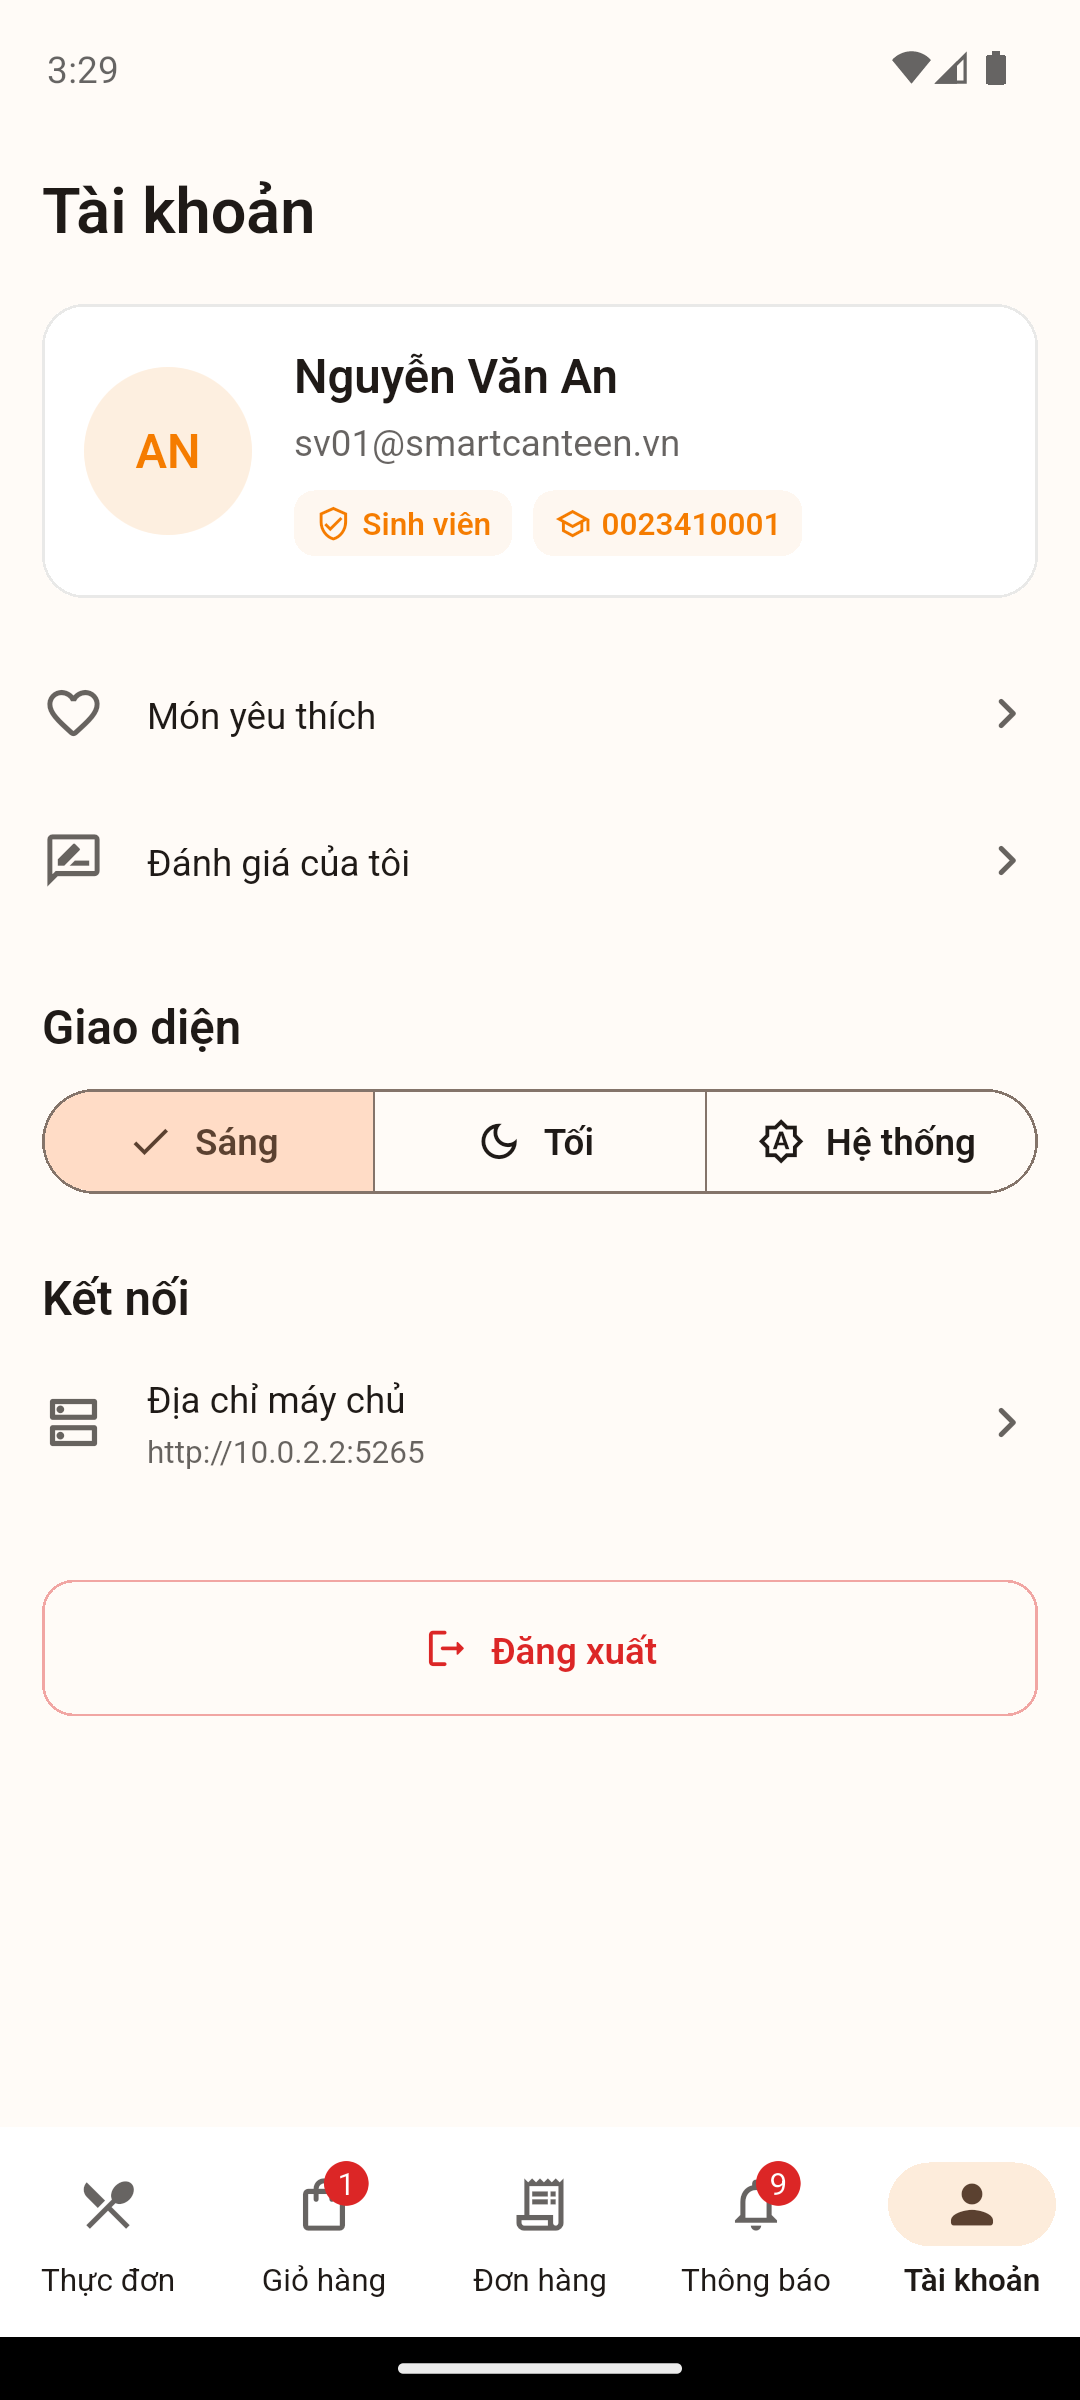 3:29
Tài khoản
AN
Nguyễn Văn An
sv01@smartcanteen.vn
Sinh viên
0023410001
Món yêu thích
Đánh giá của tôi
Giao diện
Sáng
Tối
Hệ thống
Kết nối
Địa chỉ máy chủ
http://10.0.2.2:5265
Đăng xuất
1
9
Thực đơn
Giỏ hàng
Đơn hàng
Thông báo
Tài khoản